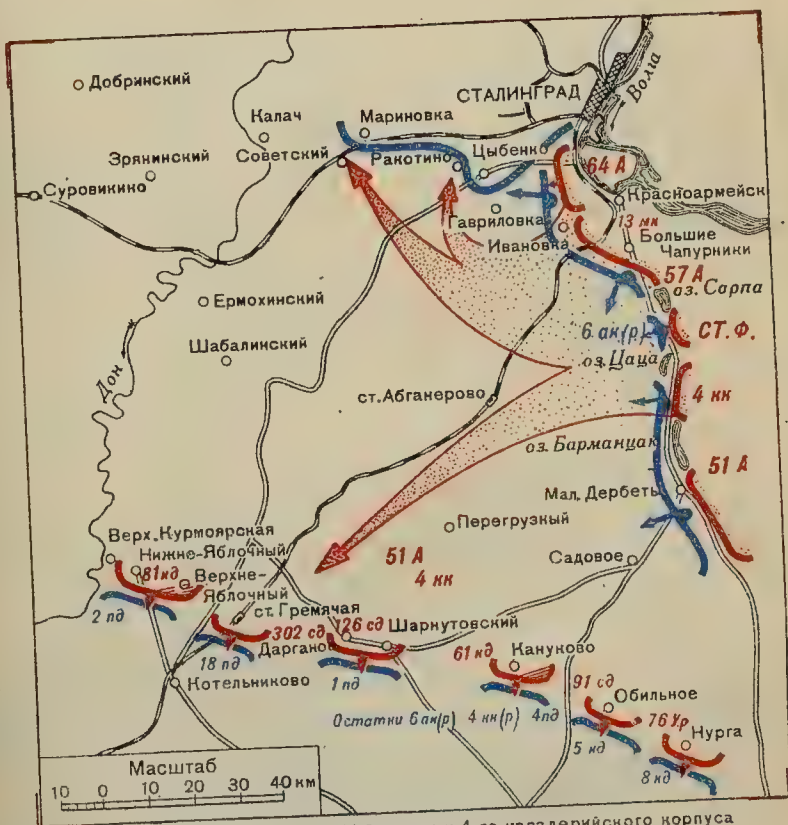 Добринский
Калач
Мариновка
СТАЛИНГРАД
Волга
Зрянинский
Советский
Ракотино
Цыбенко
64 А
Суровикино
Красноармейск
Гавриловка
13 мк
Ивановка
Большие
Чапурники
57 А
оз. Сарпа
Ермохинский
6 ак(р)
СТ. Ф.
Шабалинский
оз. Цаца
Дон
ст. Абганерово
4 кк
оз. Барманцак
51 А
Мал. Дербеты
Перегрузный
Верх. Курмоярская
Нижне-Яблочный
51 А
4 кк
Садовое
81 кд
Верхне-
Яблочный
2 пд
ст. Гремячая
302 сд
126 сд
Шарнутовский
Дарганов
61 кд
Кануково
18 пд
1 пд
91 сд
Котельниково
Обильное
Остатки 6 ак(р)
4 кк(р)
4 пд
76 Ур
Нурга
5 кд
8 кд
Масштаб
10 0 10 20 30 40 км
4-го кавалерийского корпуса